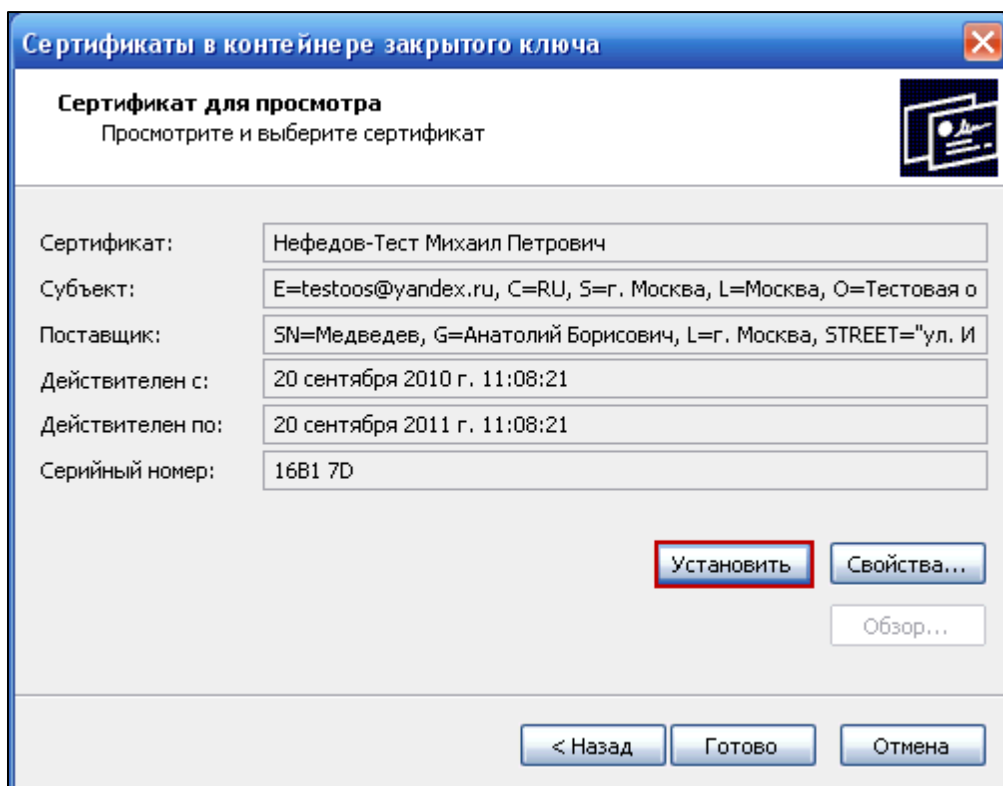 Сертификаты в контейнере закрытого ключа
Сертификат для просмотра
Просмотрите и выберите сертификат
Сертификат: Нефедов-Тест Михаил Петрович
Субъект: E=testoos@yandex.ru, C=RU, S=г. Москва, L=Москва, O=Тестовая о
Поставщик: SN=Медведев, G=Анатолий Борисович, L=г. Москва, STREET="ул. И
Действителен с: 20 сентября 2010 г. 11:08:21
Действителен по: 20 сентября 2011 г. 11:08:21
Серийный номер: 16B1 7D
Установить Свойства...
Обзор...
< Назад Готово Отмена